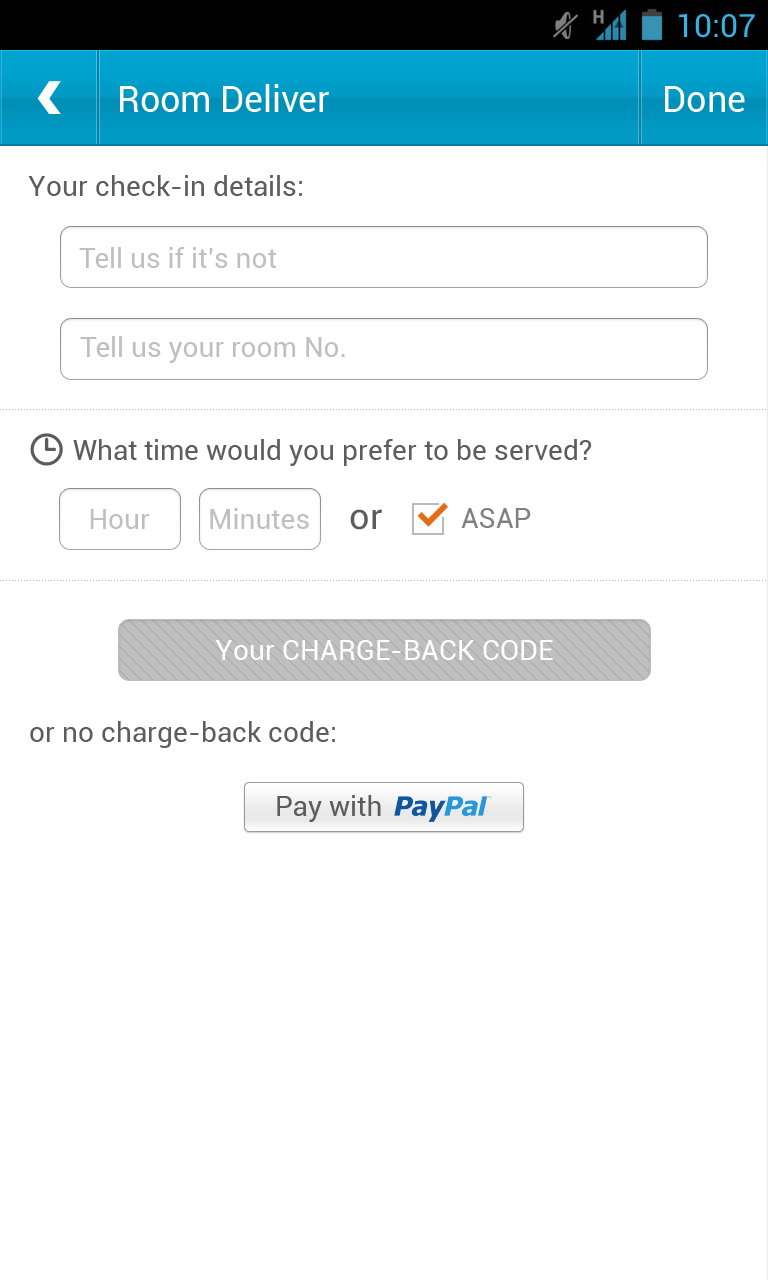 H 10:07
Room Deliver Done
Your check-in details:
Tell us if it's not
Tell us your room No.
What time would you prefer to be served?
Hour Minutes or ASAP
Your CHARGE-BACK CODE
or no charge-back code:
Pay with PayPal™